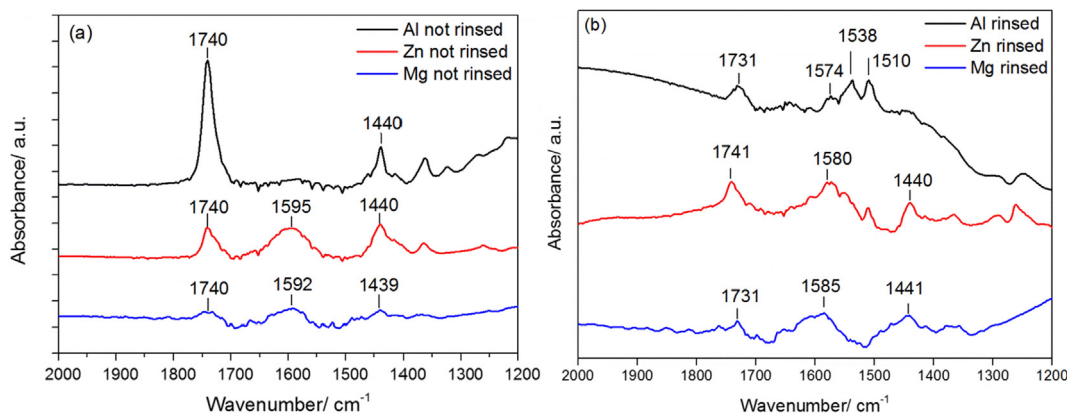 (a)
Al not rinsed
Zn not rinsed
Mg not rinsed
1740
1440
1740
1595
1440
1740
1592
1439
Absorbance/ a.u.
2000 1900 1800 1700 1600 1500 1400 1300 1200
Wavenumber/ cm⁻¹
(b)
Al rinsed
Zn rinsed
Mg rinsed
1538
1731
1574
1510
1741
1580
1440
1731
1585
1441
Absorbance/ a.u.
2000 1900 1800 1700 1600 1500 1400 1300 1200
Wavenumber/ cm⁻¹